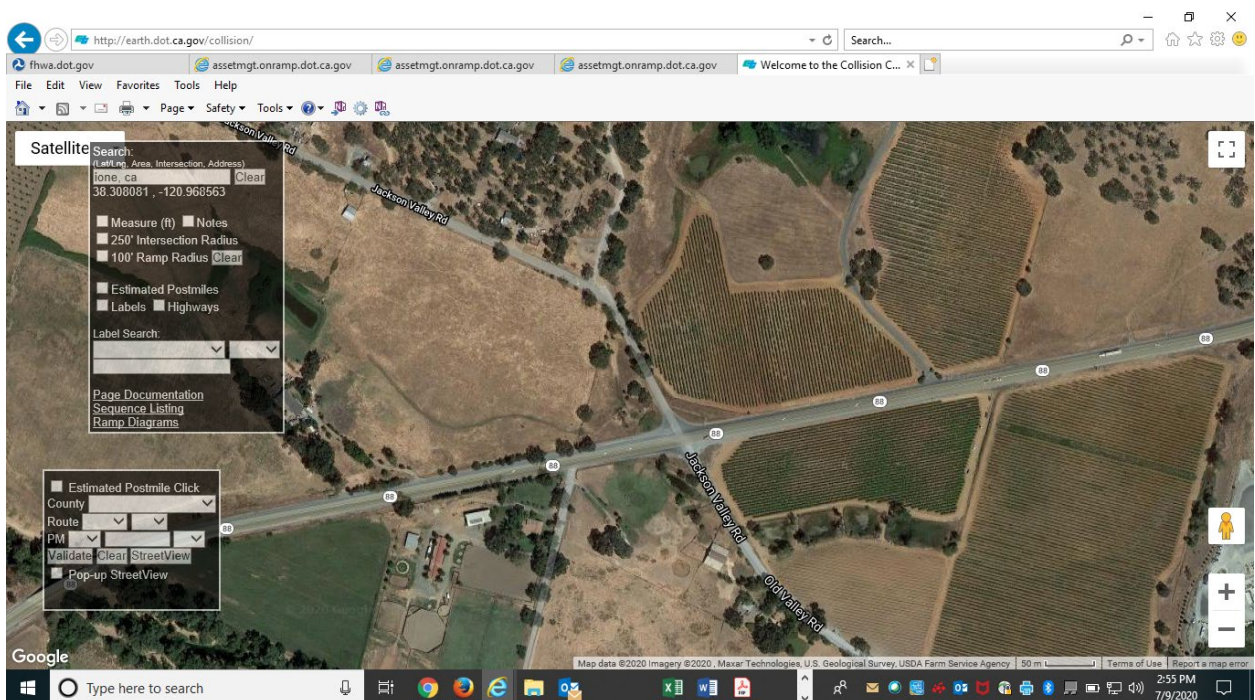 http://earth.dot.ca.gov/collision/
Search...
fhwa.dot.gov
assetmgt.onramp.dot.ca.gov
assetmgt.onramp.dot.ca.gov
assetmgt.onramp.dot.ca.gov
Welcome to the Collision C...
File Edit View Favorites Tools Help
Page Safety Tools
Satellite
Search:
(Lat/Lng, Area, Intersection, Address)
ione, ca Clear
38.308081 , -120.968563
Measure (ft) Notes
250' Intersection Radius
100' Ramp Radius Clear
Estimated Postmiles
Labels Highways
Label Search:
Page Documentation
Sequence Listing
Ramp Diagrams
Jackson Valley Rd
Jackson Valley Rd
88
88
88
88
88
88
88
Jackson Valley Rd
Old Valley Rd
Estimated Postmile Click
County
Route
PM
Validate Clear StreetView
Pop-up StreetView
Google
Map data ©2020 Imagery ©2020 , Maxar Technologies, U.S. Geological Survey, USDA Farm Service Agency 50 m Terms of Use Report a map error
Type here to search
2:55 PM
7/9/2020